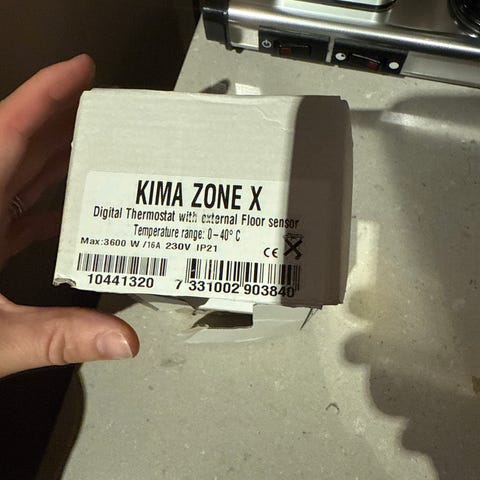 KIMA ZONE X
Digital Thermostat with external Floor sensor
Temperature range: 0-40° C
Max:3600 W/16A 230V IP21
CE
10441320 7 331002 903840